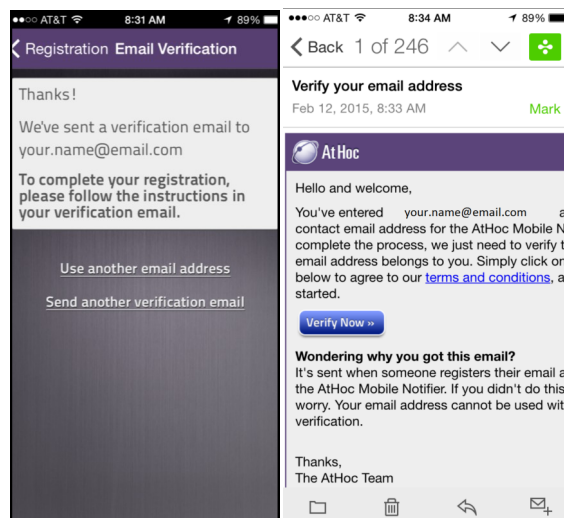 AT&T 8:31 AM 89%
Registration Email Verification
Thanks!
We've sent a verification email to
your.name@email.com
To complete your registration,
please follow the instructions in
your verification email.
Use another email address
Send another verification email
AT&T 8:34 AM 89%
Back 1 of 246
Verify your email address
Feb 12, 2015, 8:33 AM Mark
AtHoc
Hello and welcome,
You've entered your.name@email.com a
contact email address for the AtHoc Mobile N
complete the process, we just need to verify t
email address belongs to you. Simply click on
below to agree to our terms and conditions, a
started.
Verify Now »
Wondering why you got this email?
It's sent when someone registers their email a
the AtHoc Mobile Notifier. If you didn't do this
worry. Your email address cannot be used wit
verification.
Thanks,
The AtHoc Team